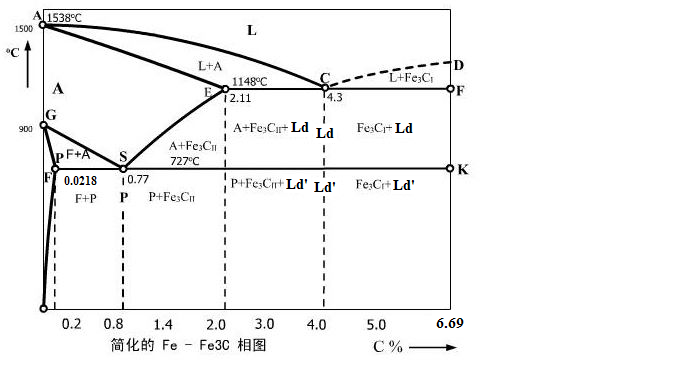 A 1538℃
1500
℃
L
L+A
A
1148℃
E
2.11
C
4.3
L+Fe₃CⅠ
D
F
G
900
A+Fe₃CⅡ+ Ld
Ld
Fe₃CⅠ+ Ld
P F+A
S
A+Fe₃CⅡ
727℃
K
F
0.0218
0.77
F+P
P
P+Fe₃CⅡ
P+Fe₃CⅡ+ Ld'
Ld'
Fe₃CⅠ+ Ld'
0.2 0.8 1.4 2.0 3.0 4.0 5.0 6.69
简化的 Fe - Fe3C 相图
C %